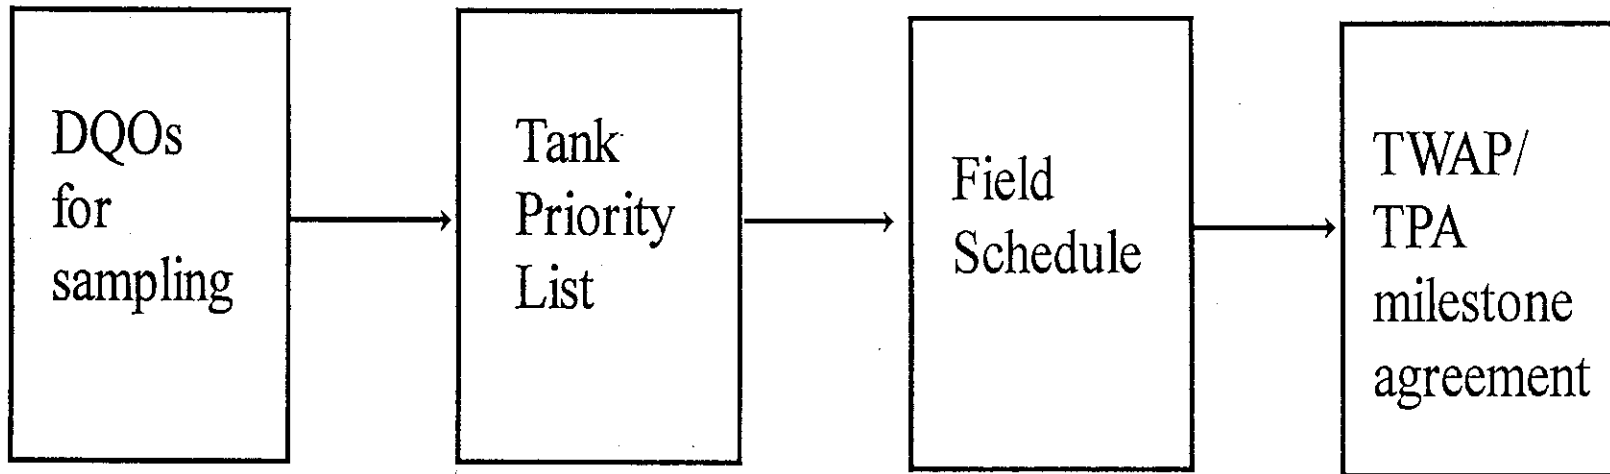 DQOs
for
sampling
Tank
Priority
List
Field
Schedule
TWAP/
TPA
milestone
agreement